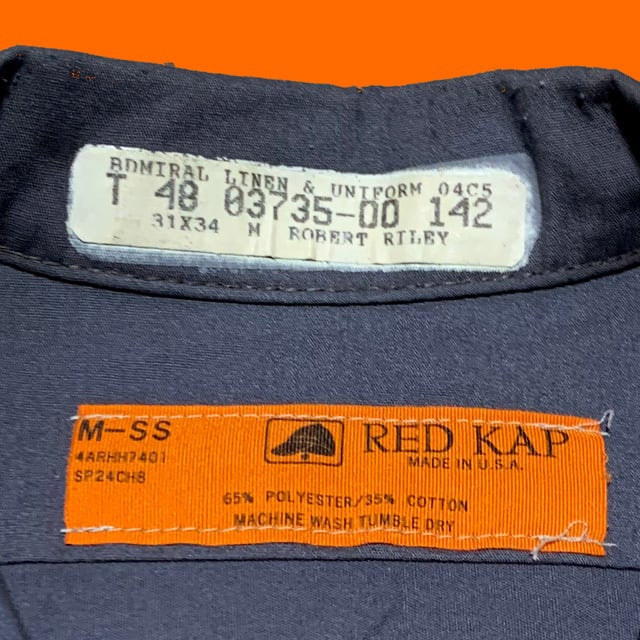 ADMIRAL LINEN & UNIFORM 04C5
T 48 03735-00 142
31X34 M ROBERT RILEY
M-SS
4ARHH7401
SP24CH8
RED KAP
MADE IN U.S.A.
65% POLYESTER/35% COTTON
MACHINE WASH TUMBLE DRY